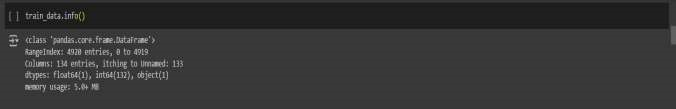 [ ] train_data.info()
<class 'pandas.core.frame.DataFrame'>
RangeIndex: 4920 entries, 0 to 4919
Columns: 134 entries, itching to Unnamed: 133
dtypes: float64(1), int64(132), object(1)
memory usage: 5.0+ MB